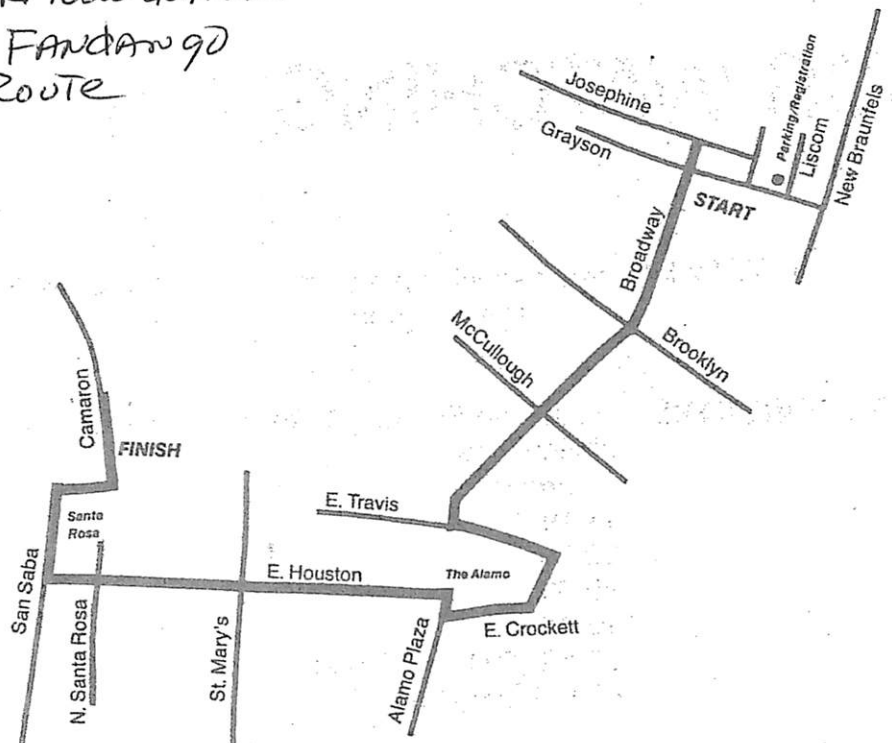 FANdANgO
ROUTE
Josephine
Grayson
Parking/Registration
Liscom
New Braunfels
START
Broadway
Brooklyn
McCullough
Camaron
FINISH
E. Travis
Santa
Rosa
E. Houston
The Alamo
San Saba
N. Santa Rosa
St. Mary's
Alamo Plaza
E. Crockett